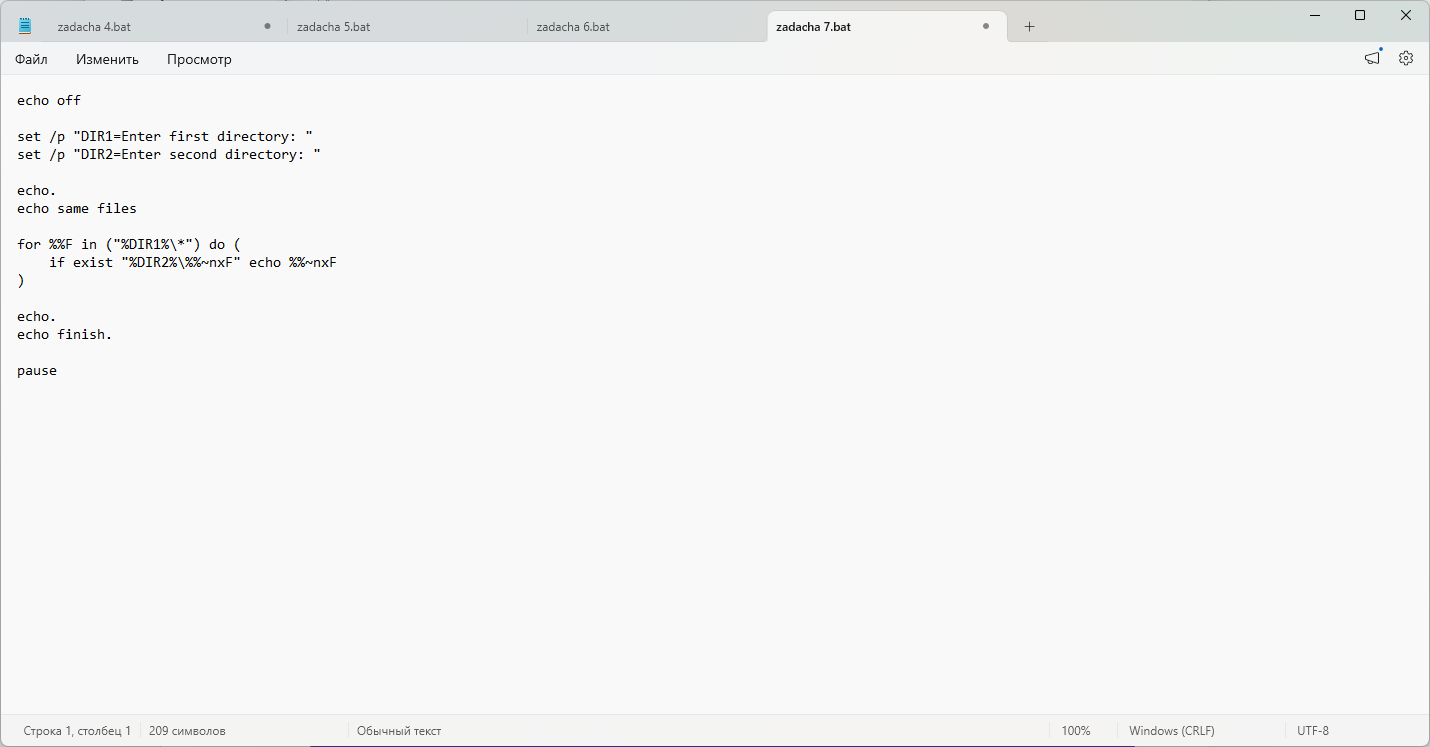 zadacha 4.bat
zadacha 5.bat
zadacha 6.bat
zadacha 7.bat
Файл
Изменить
Просмотр
echo off
set /p "DIR1=Enter first directory: "
set /p "DIR2=Enter second directory: "
echo.
echo same files
for %%F in ("%DIR1%\*") do (
    if exist "%DIR2%\%%~nxF" echo %%~nxF
)
echo.
echo finish.
pause
Строка 1, столбец 1
209 символов
Обычный текст
100%
Windows (CRLF)
UTF-8